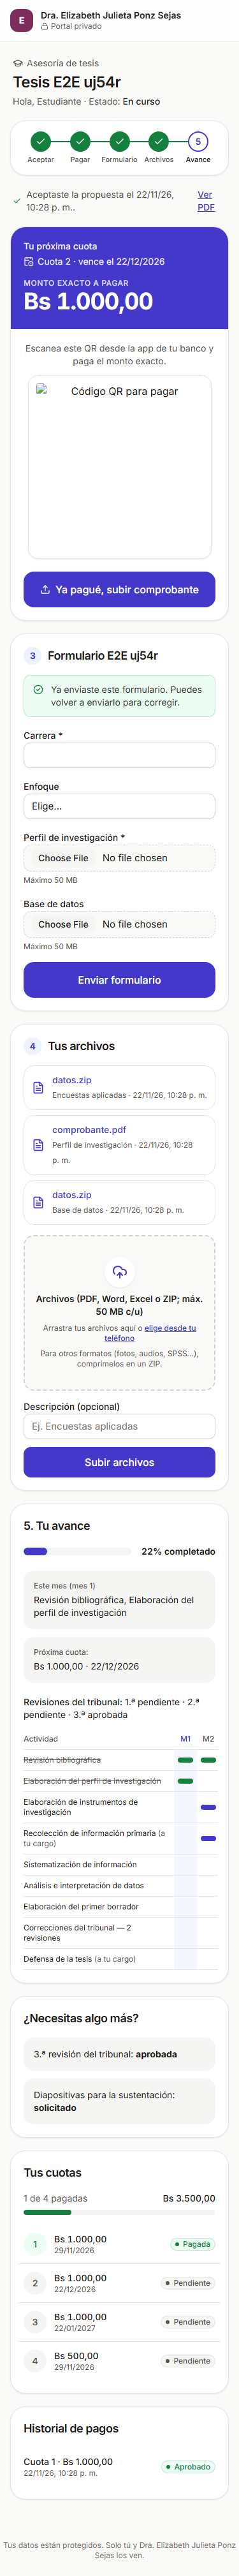 E
Dra. Elizabeth Julieta Ponz Sejas
Portal privado
Asesoría de tesis
Tesis E2E uj54r
Hola, Estudiante · Estado: En curso
5
Aceptar
Pagar
Formulario
Archivos
Avance
Aceptaste la propuesta el 22/11/26,
10:28 p. m..
Ver
PDF
Tu próxima cuota
Cuota 2 · vence el 22/12/2026
MONTO EXACTO A PAGAR
Bs 1.000,00
Escanea este QR desde la app de tu banco y
paga el monto exacto.
Código QR para pagar
Ya pagué, subir comprobante
3
Formulario E2E uj54r
Ya enviaste este formulario. Puedes
volver a enviarlo para corregir.
Carrera *
Enfoque
Elige...
Perfil de investigación *
Choose File
No file chosen
Máximo 50 MB
Base de datos
Choose File
No file chosen
Máximo 50 MB
Enviar formulario
4
Tus archivos
datos.zip
Encuestas aplicadas · 22/11/26, 10:28 p. m.
comprobante.pdf
Perfil de investigación · 22/11/26, 10:28
p. m.
datos.zip
Base de datos · 22/11/26, 10:28 p. m.
Archivos (PDF, Word, Excel o ZIP; máx.
50 MB c/u)
Arrastra tus archivos aquí o elige desde tu
teléfono
Para otros formatos (fotos, audios, SPSS…),
comprímelos en un ZIP.
Descripción (opcional)
Ej. Encuestas aplicadas
Subir archivos
5. Tu avance
22% completado
Este mes (mes 1)
Revisión bibliográfica, Elaboración del
perfil de investigación
Próxima cuota:
Bs 1.000,00 · 22/12/2026
Revisiones del tribunal: 1.ª pendiente · 2.ª
pendiente · 3.ª aprobada
Actividad
M1
M2
Revisión bibliográfica
Elaboración del perfil de investigación
Elaboración de instrumentos de
investigación
Recolección de información primaria (a
tu cargo)
Sistematización de información
Análisis e interpretación de datos
Elaboración del primer borrador
Correcciones del tribunal — 2
revisiones
Defensa de la tesis (a tu cargo)
¿Necesitas algo más?
3.ª revisión del tribunal: aprobada
Diapositivas para la sustentación:
solicitado
Tus cuotas
1 de 4 pagadas
Bs 3.500,00
1
Bs 1.000,00
29/11/2026
Pagada
2
Bs 1.000,00
22/12/2026
Pendiente
3
Bs 1.000,00
22/01/2027
Pendiente
4
Bs 500,00
29/11/2026
Pendiente
Historial de pagos
Cuota 1 · Bs 1.000,00
22/11/26, 10:28 p. m.
Aprobado
Tus datos están protegidos. Solo tú y Dra. Elizabeth Julieta Ponz
Sejas los ven.